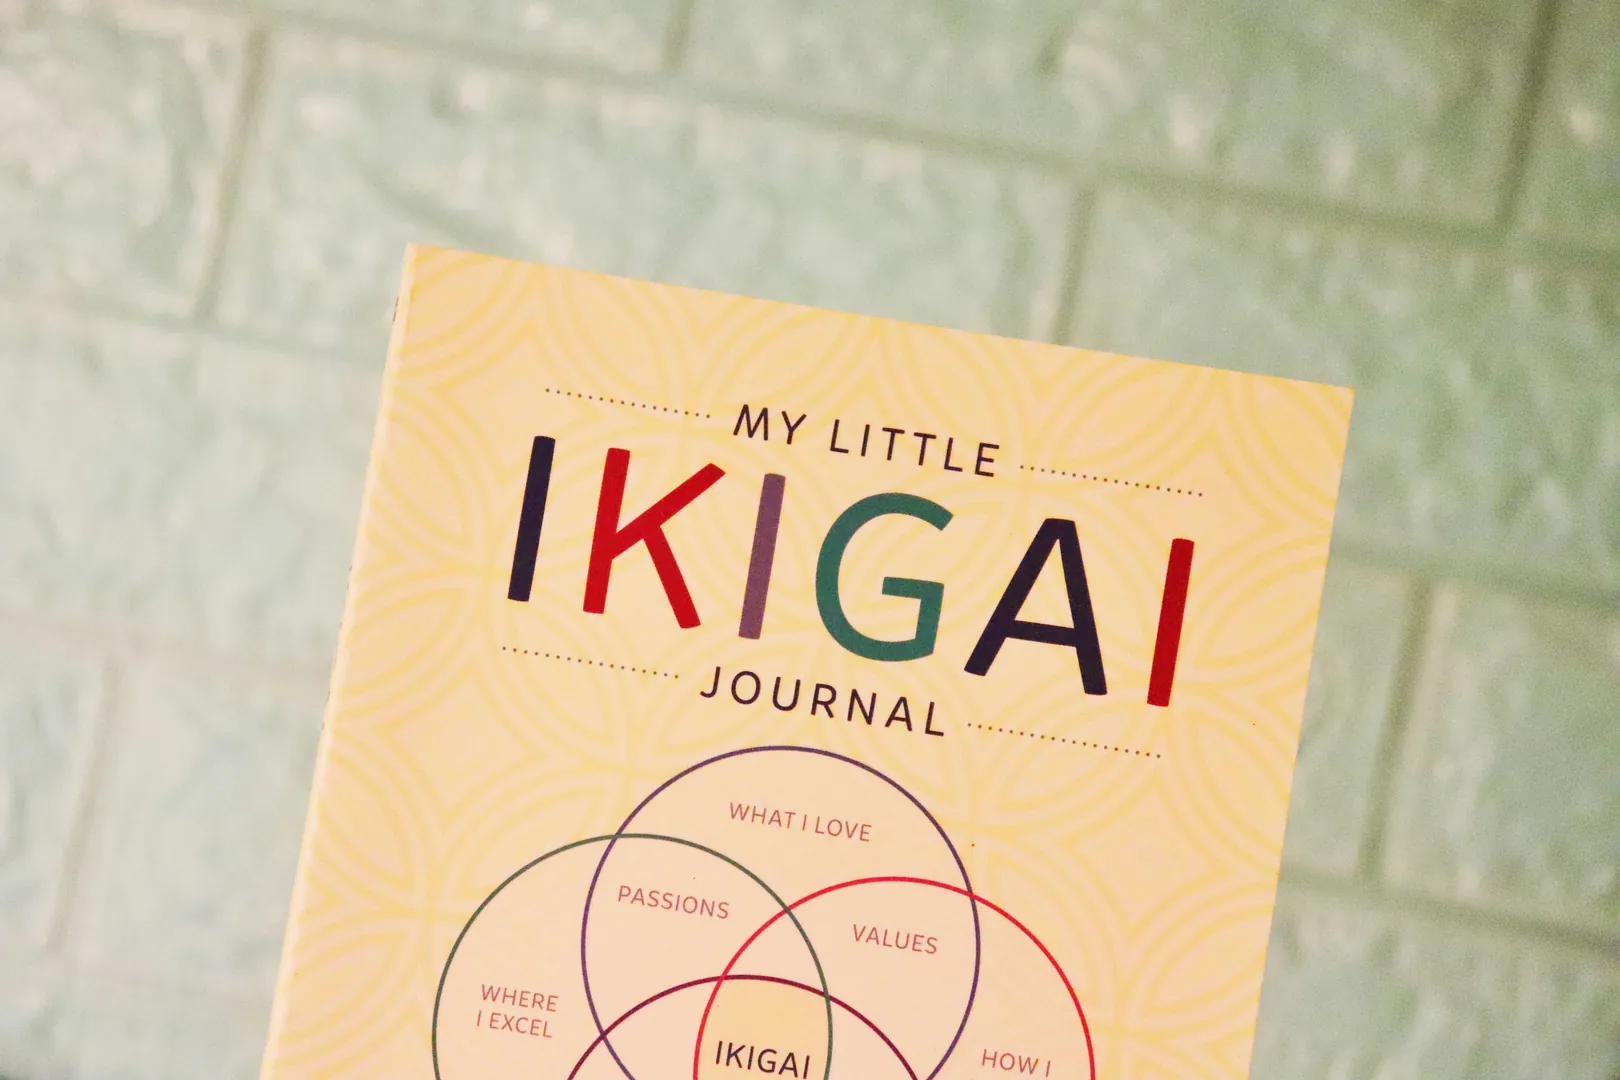 MY LITTLE
IKIGAI
JOURNAL
WHAT I LOVE
PASSIONS
VALUES
WHERE
I EXCEL
IKIGAI
HOW I